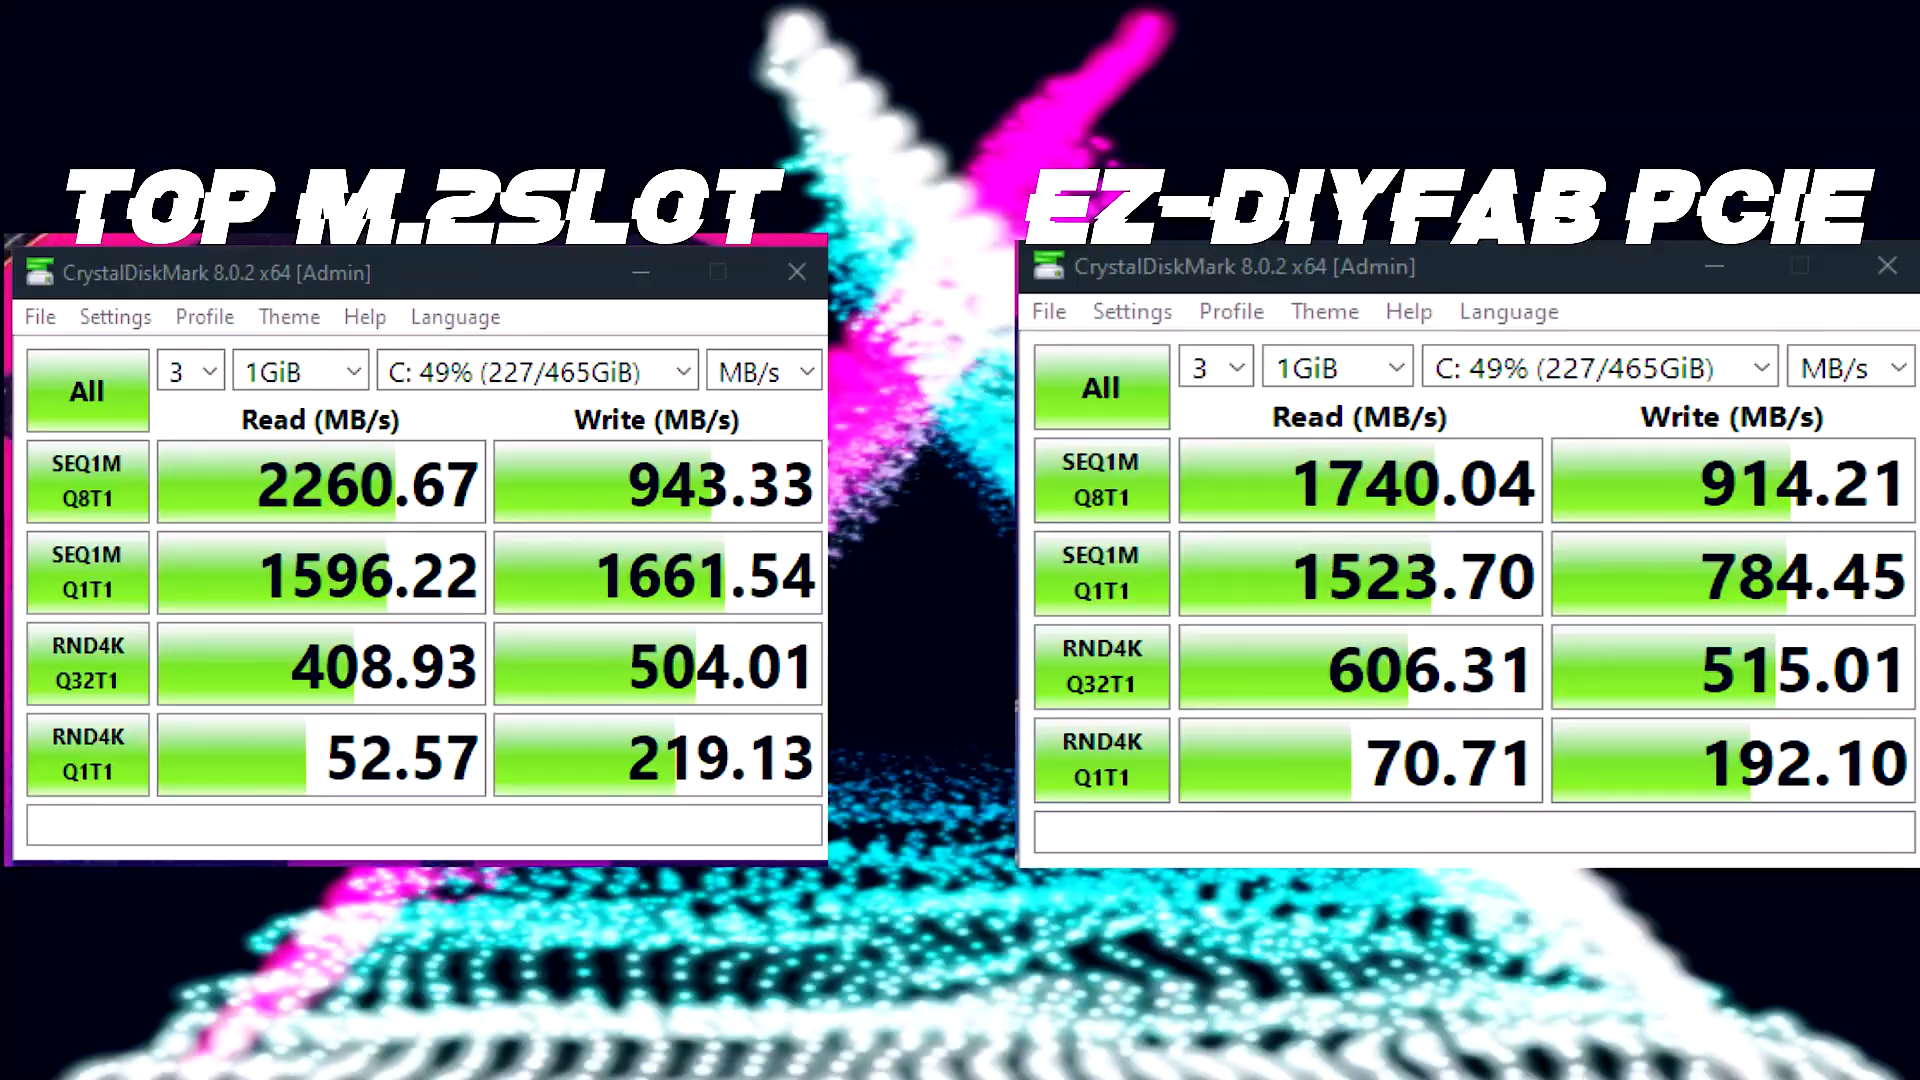 TOP M.2SLOT
CrystalDiskMark 8.0.2 x64 [Admin]
File Settings Profile Theme Help Language
All
3
1GiB
C: 49% (227/465GiB)
MB/s
Read (MB/s)
Write (MB/s)
SEQ1M
Q8T1
2260.67
943.33
SEQ1M
Q1T1
1596.22
1661.54
RND4K
Q32T1
408.93
504.01
RND4K
Q1T1
52.57
219.13
EZ-DIYFAB PCIE
CrystalDiskMark 8.0.2 x64 [Admin]
File Settings Profile Theme Help Language
All
3
1GiB
C: 49% (227/465GiB)
MB/s
Read (MB/s)
Write (MB/s)
SEQ1M
Q8T1
1740.04
914.21
SEQ1M
Q1T1
1523.70
784.45
RND4K
Q32T1
606.31
515.01
RND4K
Q1T1
70.71
192.10